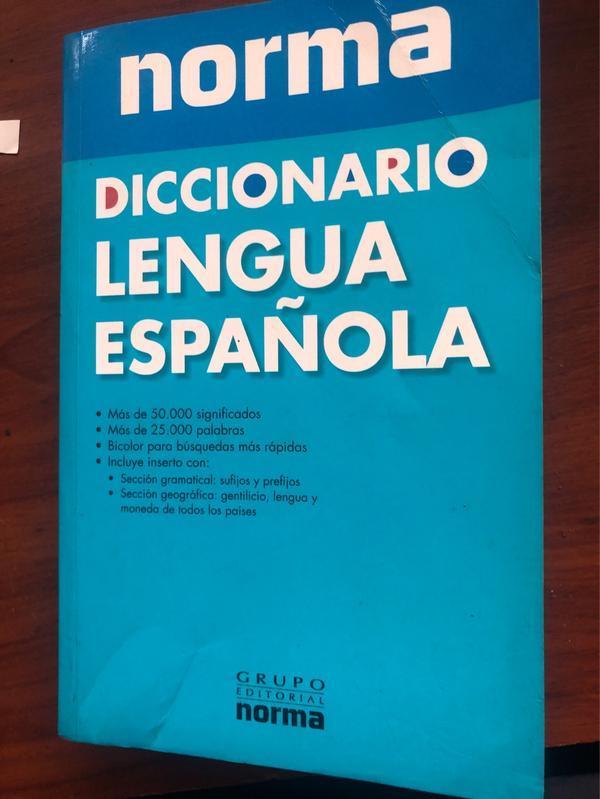 norma
DICCIONARIO
LENGUA
ESPAÑOLA
• Más de 50.000 significados
• Más de 25.000 palabras
• Bicolor para búsquedas más rápidas
• Incluye inserto con:
• Sección gramatical: sufijos y prefijos
• Sección geográfica: gentilicio, lengua y
moneda de todos los países
GRUPO
EDITORIAL
norma